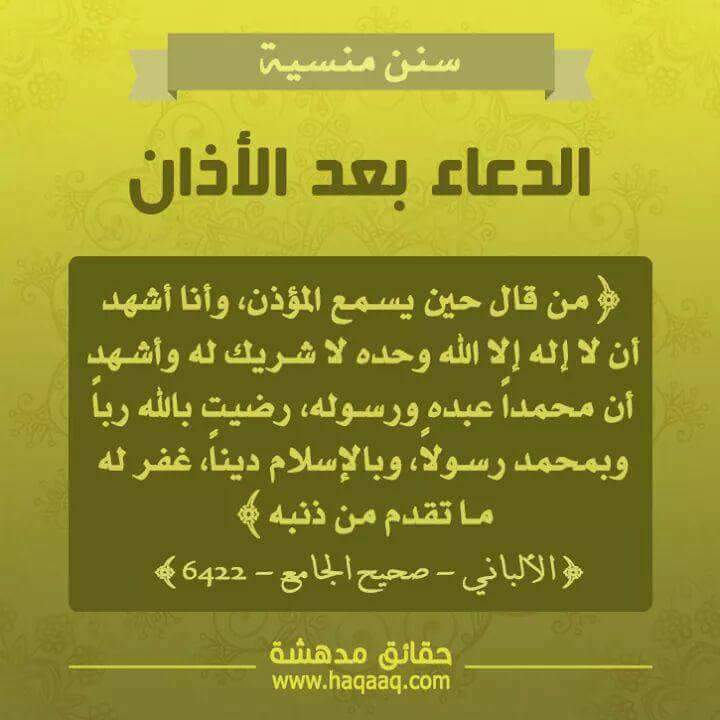 سنن منسية
الدعاء بعد الأذان
﴿ من قال حين يسمع المؤذن، وأنا أشهد
أن لا إله إلا الله وحده لا شريك له وأشهد
أن محمداً عبده ورسوله، رضيت بالله رباً
وبمحمد رسولاً، وبالإسلام ديناً، غفر له
ما تقدم من ذنبه ﴾
﴿ الألباني – صحيح الجامع – 6422 ﴾
حقائق مدهشة
www.haqaaq.com